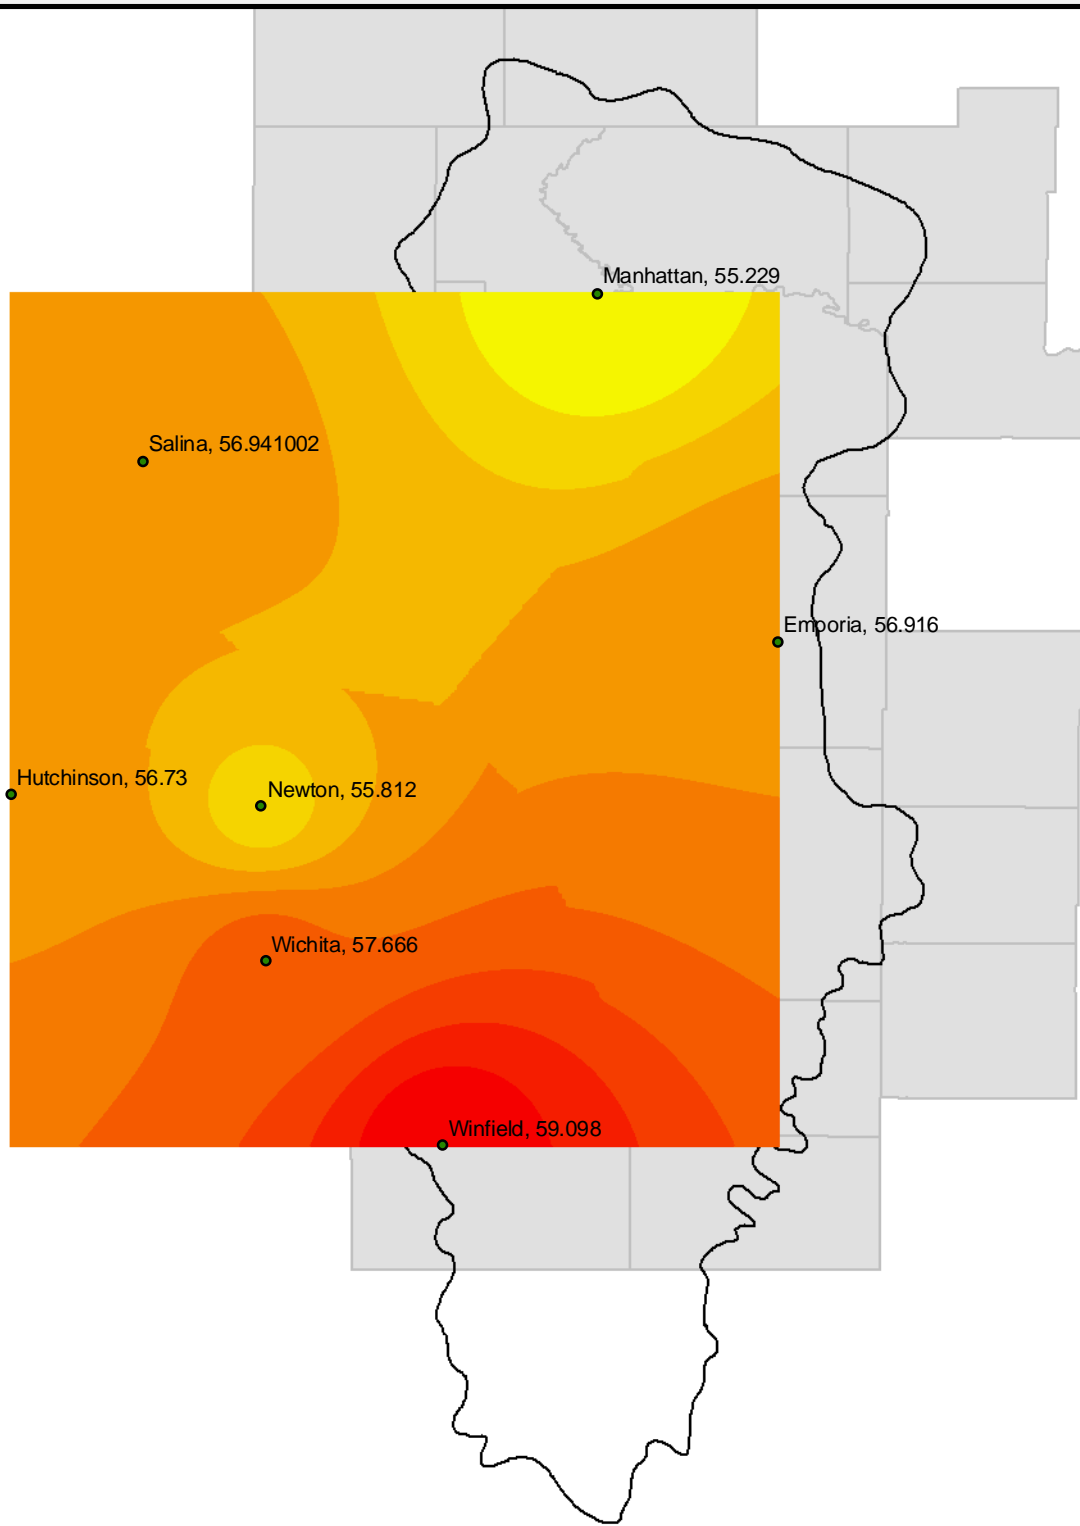 Manhattan, 55.229
Salina, 56.941002
Emporia, 56.916
Hutchinson, 56.73
Newton, 55.812
Wichita, 57.666
Winfield, 59.098